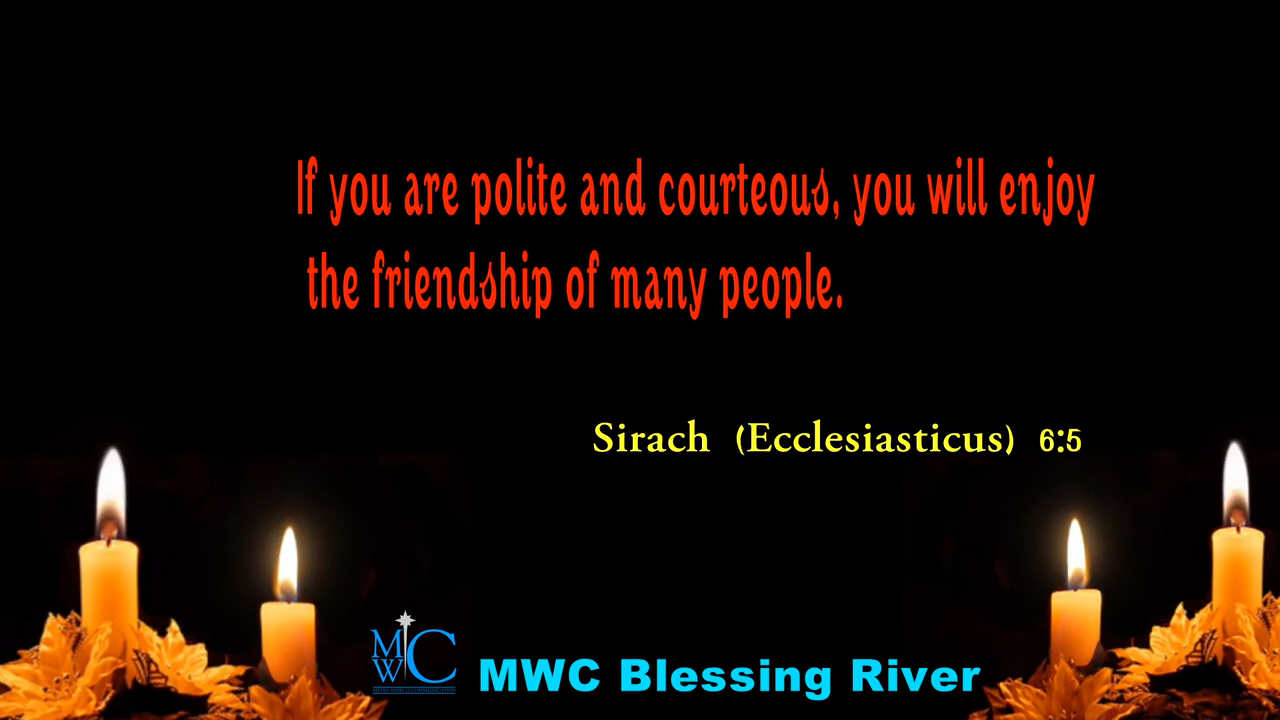 If you are polite and courteous, you will enjoy
the friendship of many people.
Sirach (Ecclesiasticus) 6:5
MWC
MWC Blessing River